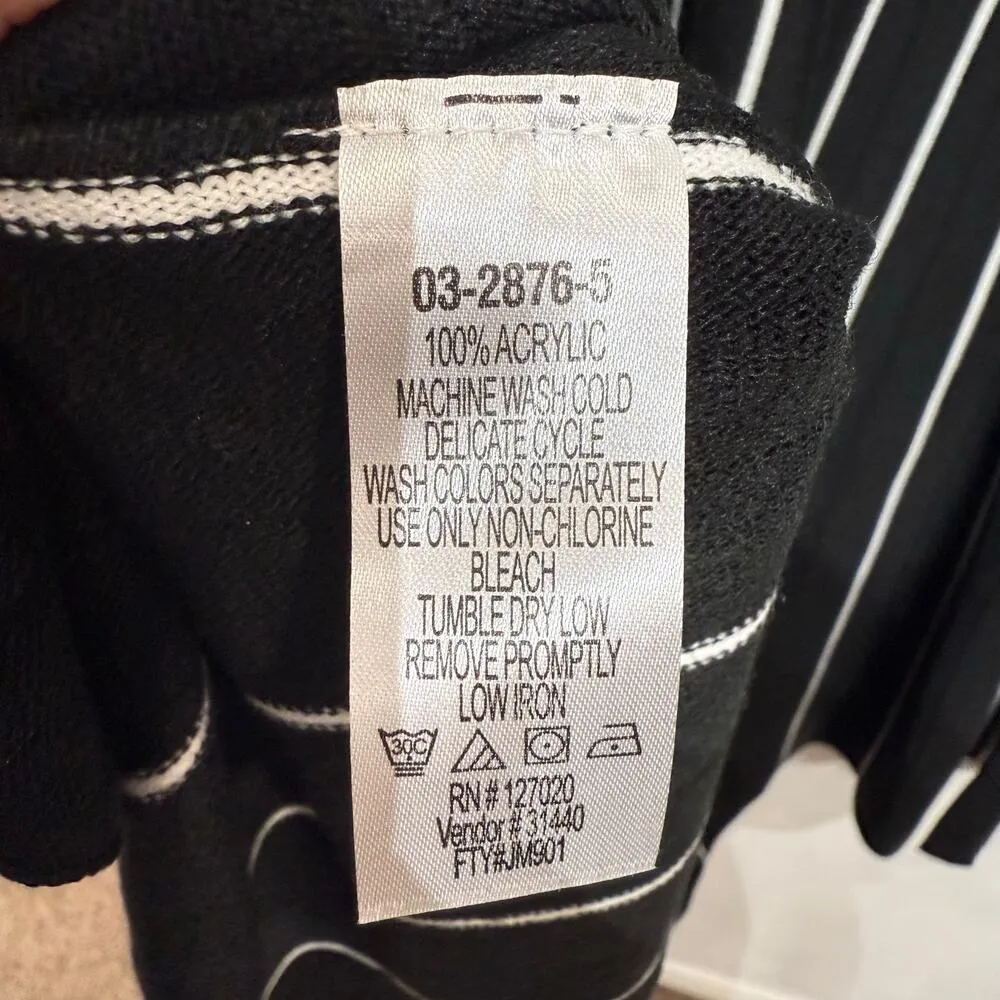 03-2876-5
100% ACRYLIC
MACHINE WASH COLD
DELICATE CYCLE
WASH COLORS SEPARATELY
USE ONLY NON-CHLORINE
BLEACH
TUMBLE DRY LOW
REMOVE PROMPTLY
LOW IRON
30C
RN # 127020
Vendor # 31440
FTY#JM901